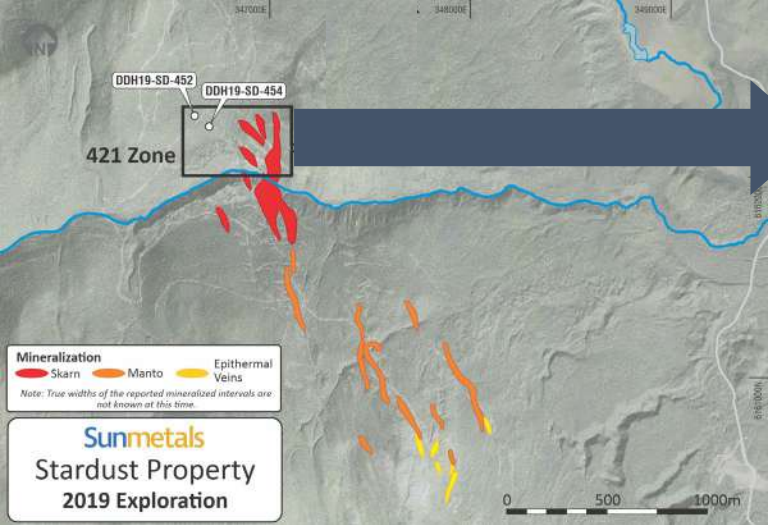 347000E
348000E
349000E
N
DDH19-SD-452
DDH19-SD-454
421 Zone
6161000N
Mineralization
Skarn
Manto
Epithermal
Veins
Note: True widths of the reported mineralized intervals are
not known at this time.
Sunmetals
Stardust Property
2019 Exploration
0 500 1000m